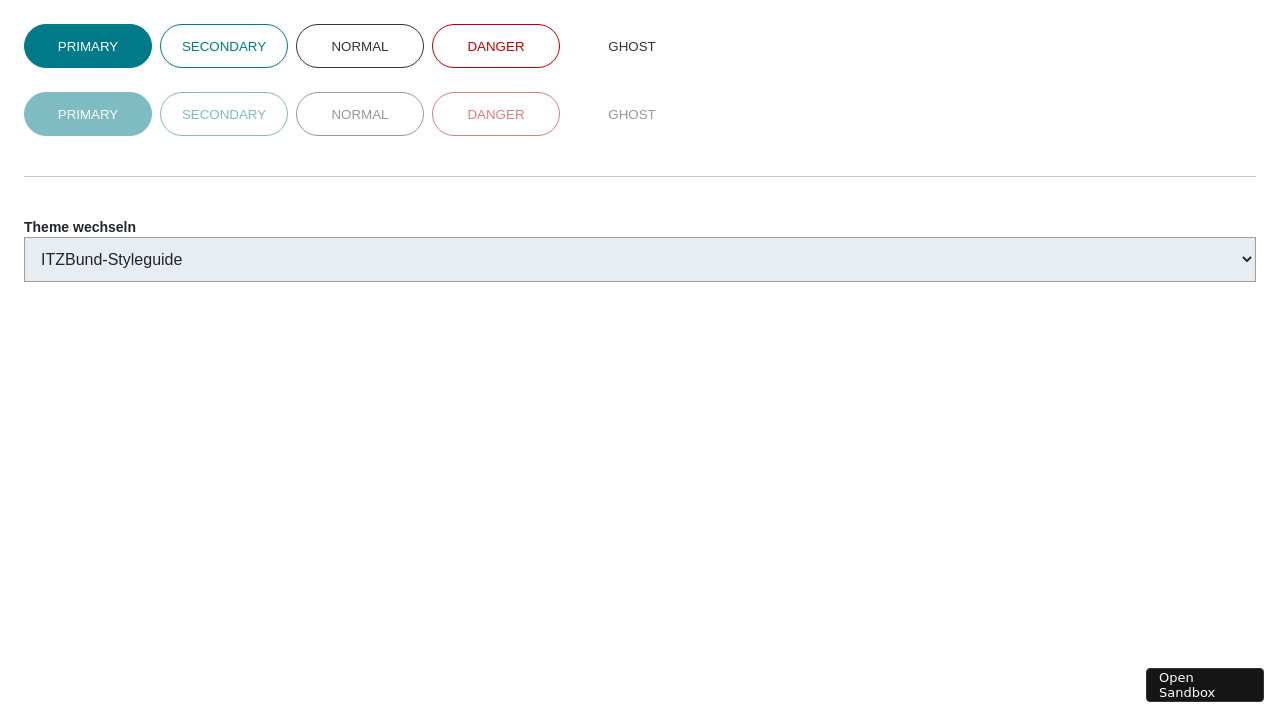 PRIMARY SECONDARY NORMAL DANGER GHOST
PRIMARY SECONDARY NORMAL DANGER GHOST
Theme wechseln
ITZBund-Styleguide
Open
Sandbox